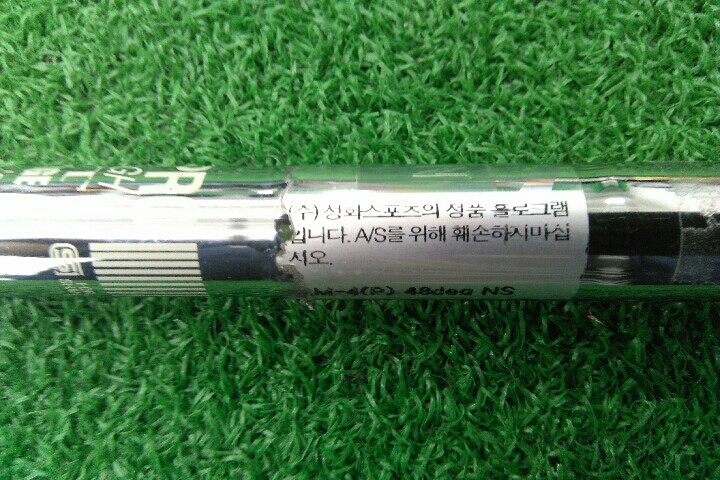 (주) 성화스포츠의 정품 홀로그램
입니다. A/S를 위해 훼손하지마십
시오.
48deg NS